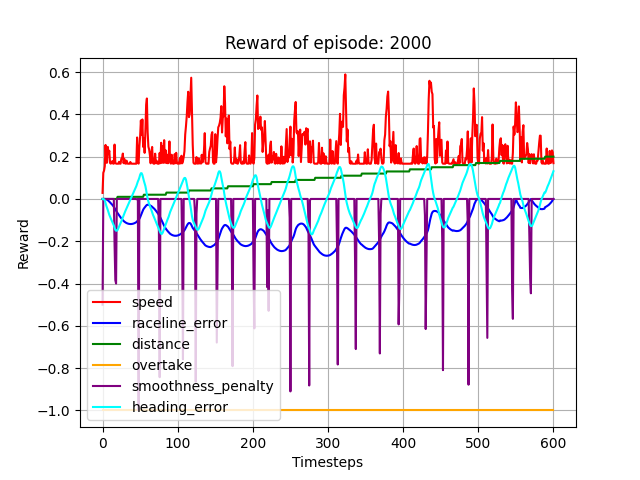 Reward of episode: 2000
Reward
0.6
0.4
0.2
0.0
−0.2
−0.4
−0.6
−0.8
−1.0
speed
raceline_error
distance
overtake
smoothness_penalty
heading_error
0 100 200 300 400 500 600
Timesteps